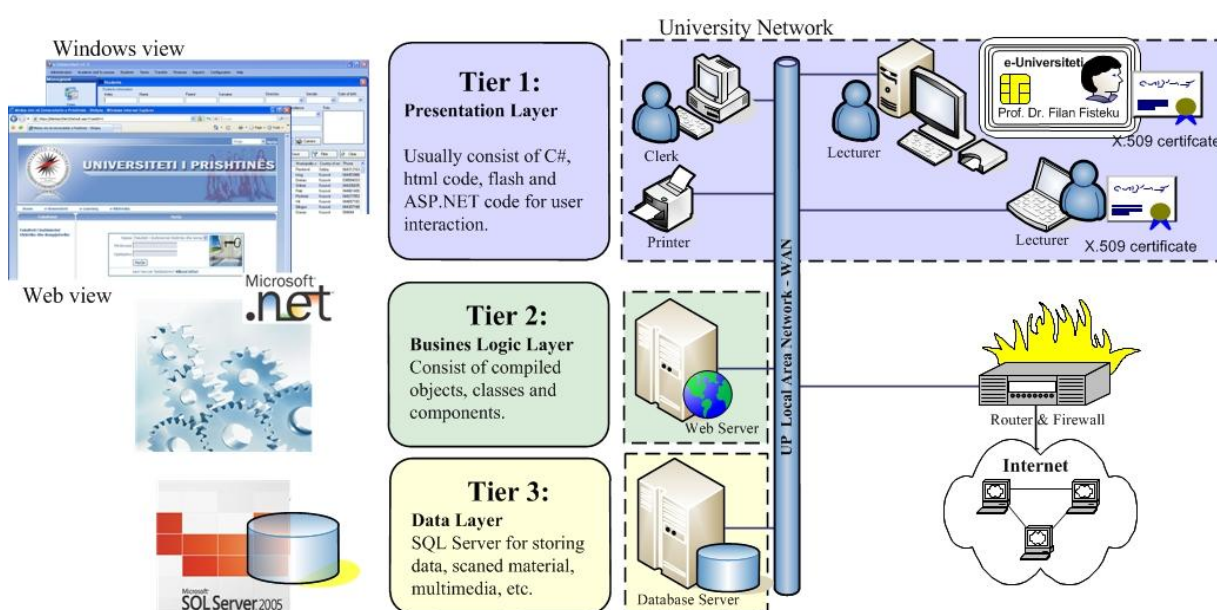 Windows view
UNIVERSITETI I PRISHTINËS
Web view
Microsoft
.net
Microsoft
SQL Server 2005
Tier 1:
Presentation Layer
Usually consist of C#,
html code, flash and
ASP.NET code for user
interaction.
Tier 2:
Busines Logic Layer
Consist of compiled
objects, classes and
components.
Tier 3:
Data Layer
SQL Server for storing
data, scaned material,
multimedia, etc.
University Network
Clerk
Printer
Lecturer
e-Universiteti
Prof. Dr. Filan Fisteku
X.509 certifcate
Lecturer
X.509 certificate
Web Server
Database Server
UP Local Area Network - WAN
Router & Firewall
Internet